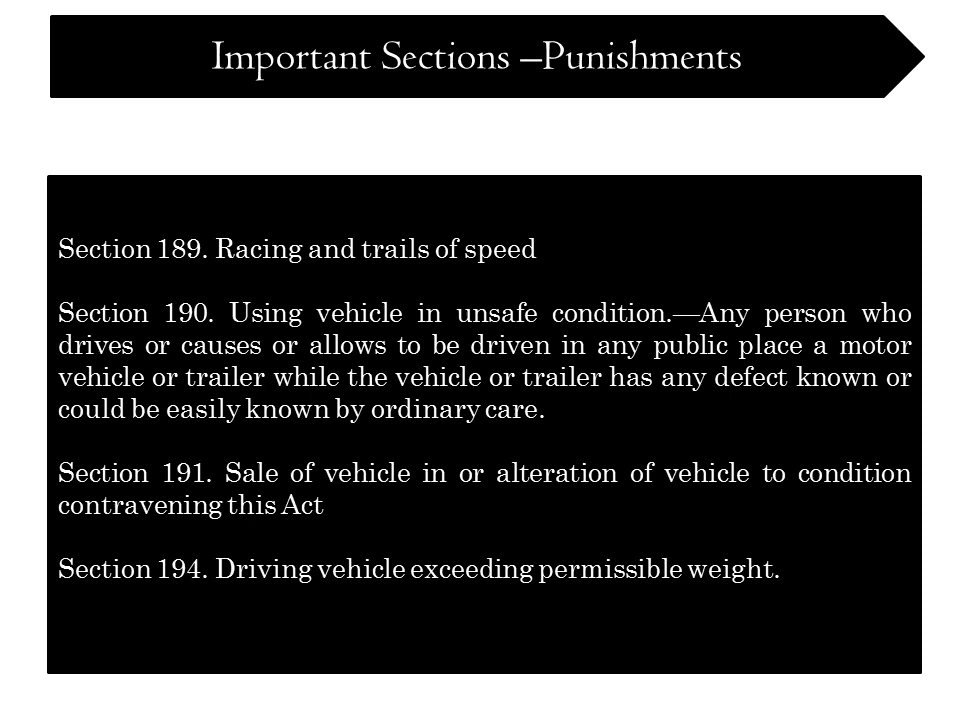 Important Sections –Punishments
Section 189. Racing and trails of speed
Section 190. Using vehicle in unsafe condition.—Any person who
drives or causes or allows to be driven in any public place a motor
vehicle or trailer while the vehicle or trailer has any defect known or
could be easily known by ordinary care.
Section 191. Sale of vehicle in or alteration of vehicle to condition
contravening this Act
Section 194. Driving vehicle exceeding permissible weight.